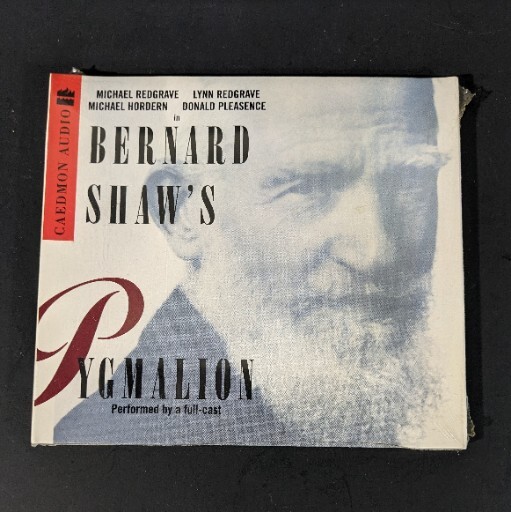 CAEDMON AUDIO
MICHAEL REDGRAVE LYNN REDGRAVE
MICHAEL HORDERN DONALD PLEASENCE
in
BERNARD
SHAW'S
PYGMALION
Performed by a full-cast